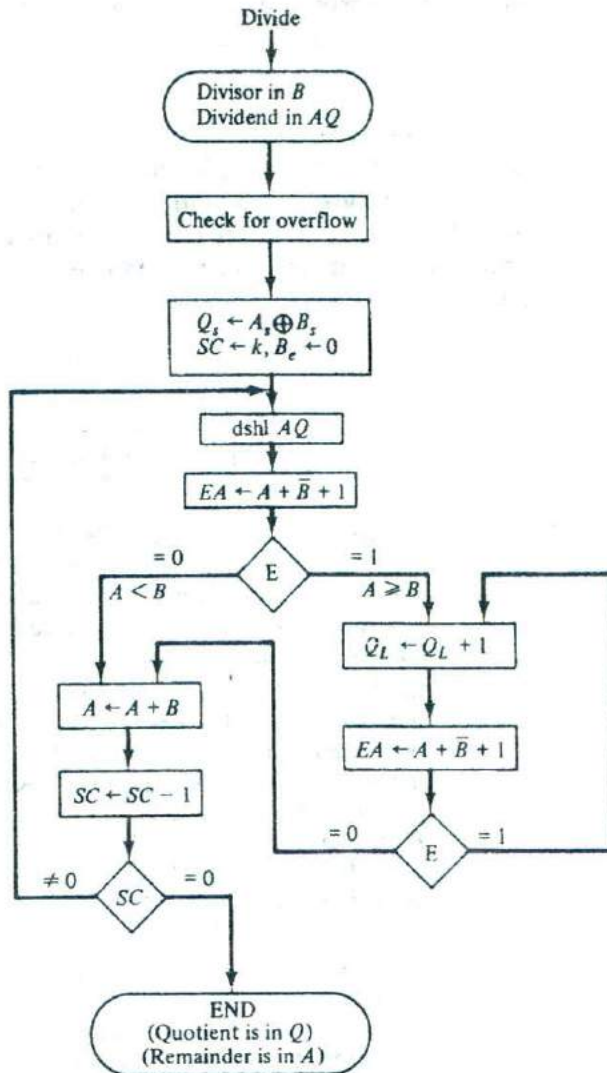 Divide
Divisor in B
Dividend in AQ
Check for overflow
Qₛ ← Aₛ ⊕ Bₛ
SC ← k, Bₑ ← 0
dshl AQ
EA ← A + B̅ + 1
= 0
E
= 1
A < B
A ⩾ B
Q_L ← Q_L + 1
A ← A + B
EA ← A + B̅ + 1
SC ← SC − 1
= 0
E
= 1
≠ 0
SC
= 0
END
(Quotient is in Q)
(Remainder is in A)